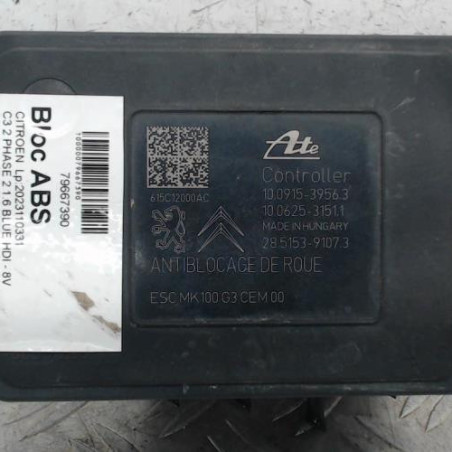 Bloc ABS
79667390
1000079667390
CITROEN Lp:2023110331
C3 2 PHASE 2 1.6 BLUE HDI - 8V
Ate
Controller
10.0915-3956.3
10.0625-3151.1
MADE IN HUNGARY
28.5153-9107.3
615C12000AC
ANTIBLOCAGE DE ROUE
ESC MK100 G3 CEM 00